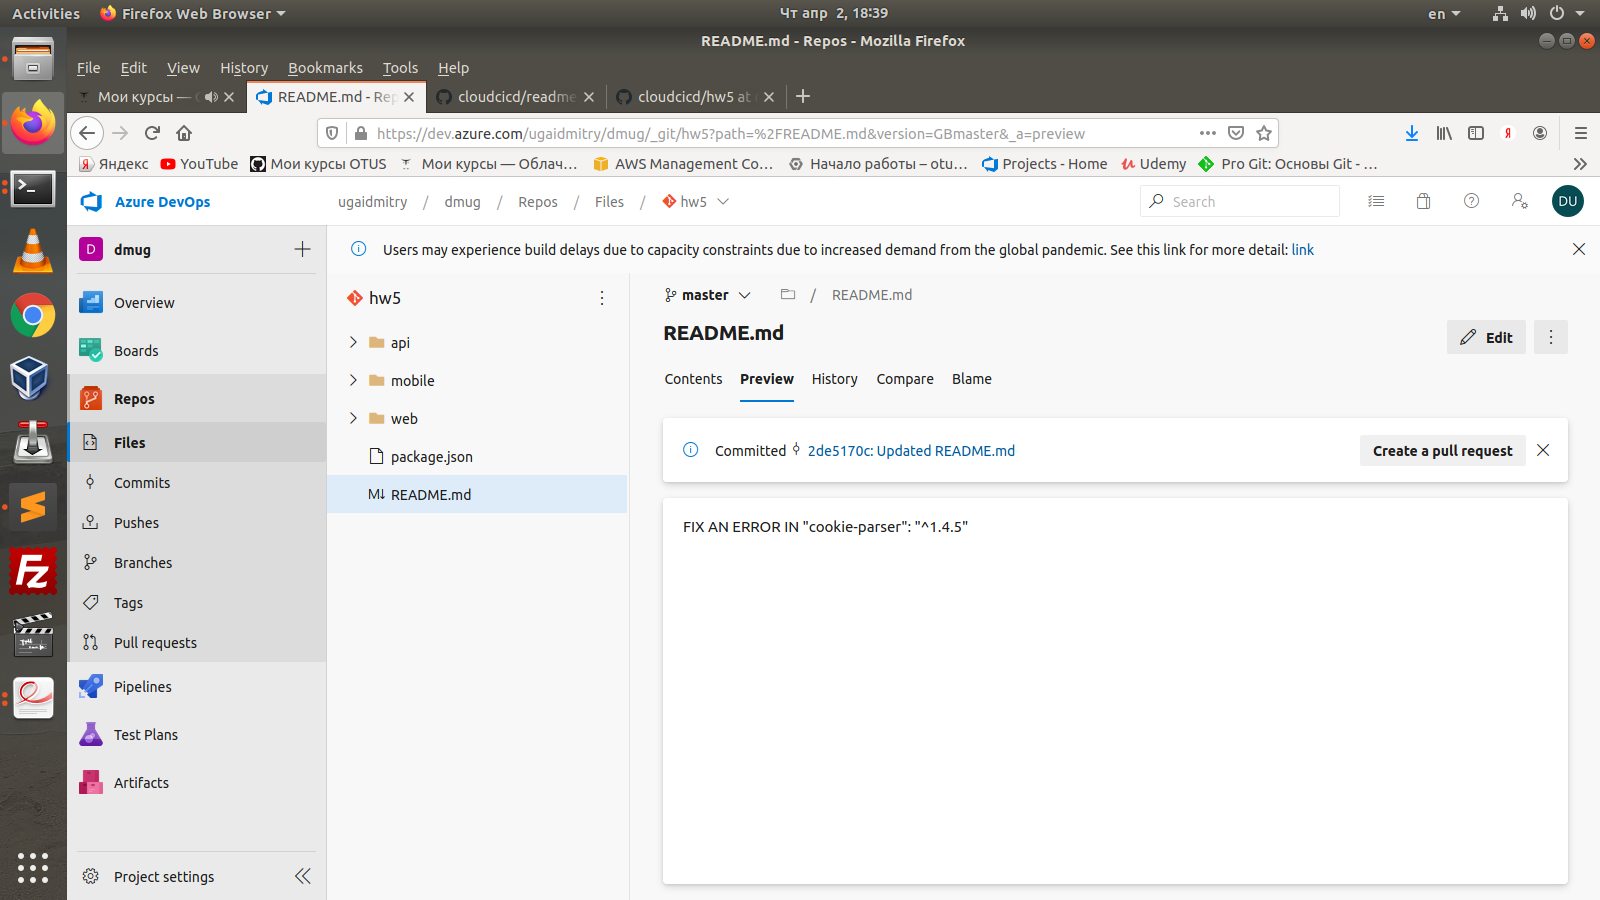 Activities
Firefox Web Browser
Чт апр 2, 18:39
en
README.md - Repos - Mozilla Firefox
File Edit View History Bookmarks Tools Help
Мои курсы —
README.md - Rep
cloudcicd/readme
cloudcicd/hw5 at
https://dev.azure.com/ugaidmitry/dmug/_git/hw5?path=%2FREADME.md&version=GBmaster&_a=preview
Яндекс
YouTube
Мои курсы OTUS
Мои курсы — Облач…
AWS Management Co…
Начало работы – otu…
Projects - Home
Udemy
Pro Git: Основы Git - …
Azure DevOps
ugaidmitry / dmug / Repos / Files / hw5
Search
DU
D dmug
Users may experience build delays due to capacity constraints due to increased demand from the global pandemic. See this link for more detail: link
Overview
Boards
Repos
Files
Commits
Pushes
Branches
Tags
Pull requests
Pipelines
Test Plans
Artifacts
Project settings
hw5
api
mobile
web
package.json
M↓ README.md
master / README.md
README.md
Edit
Contents Preview History Compare Blame
Committed 2de5170c: Updated README.md
Create a pull request
FIX AN ERROR IN "cookie-parser": "^1.4.5"